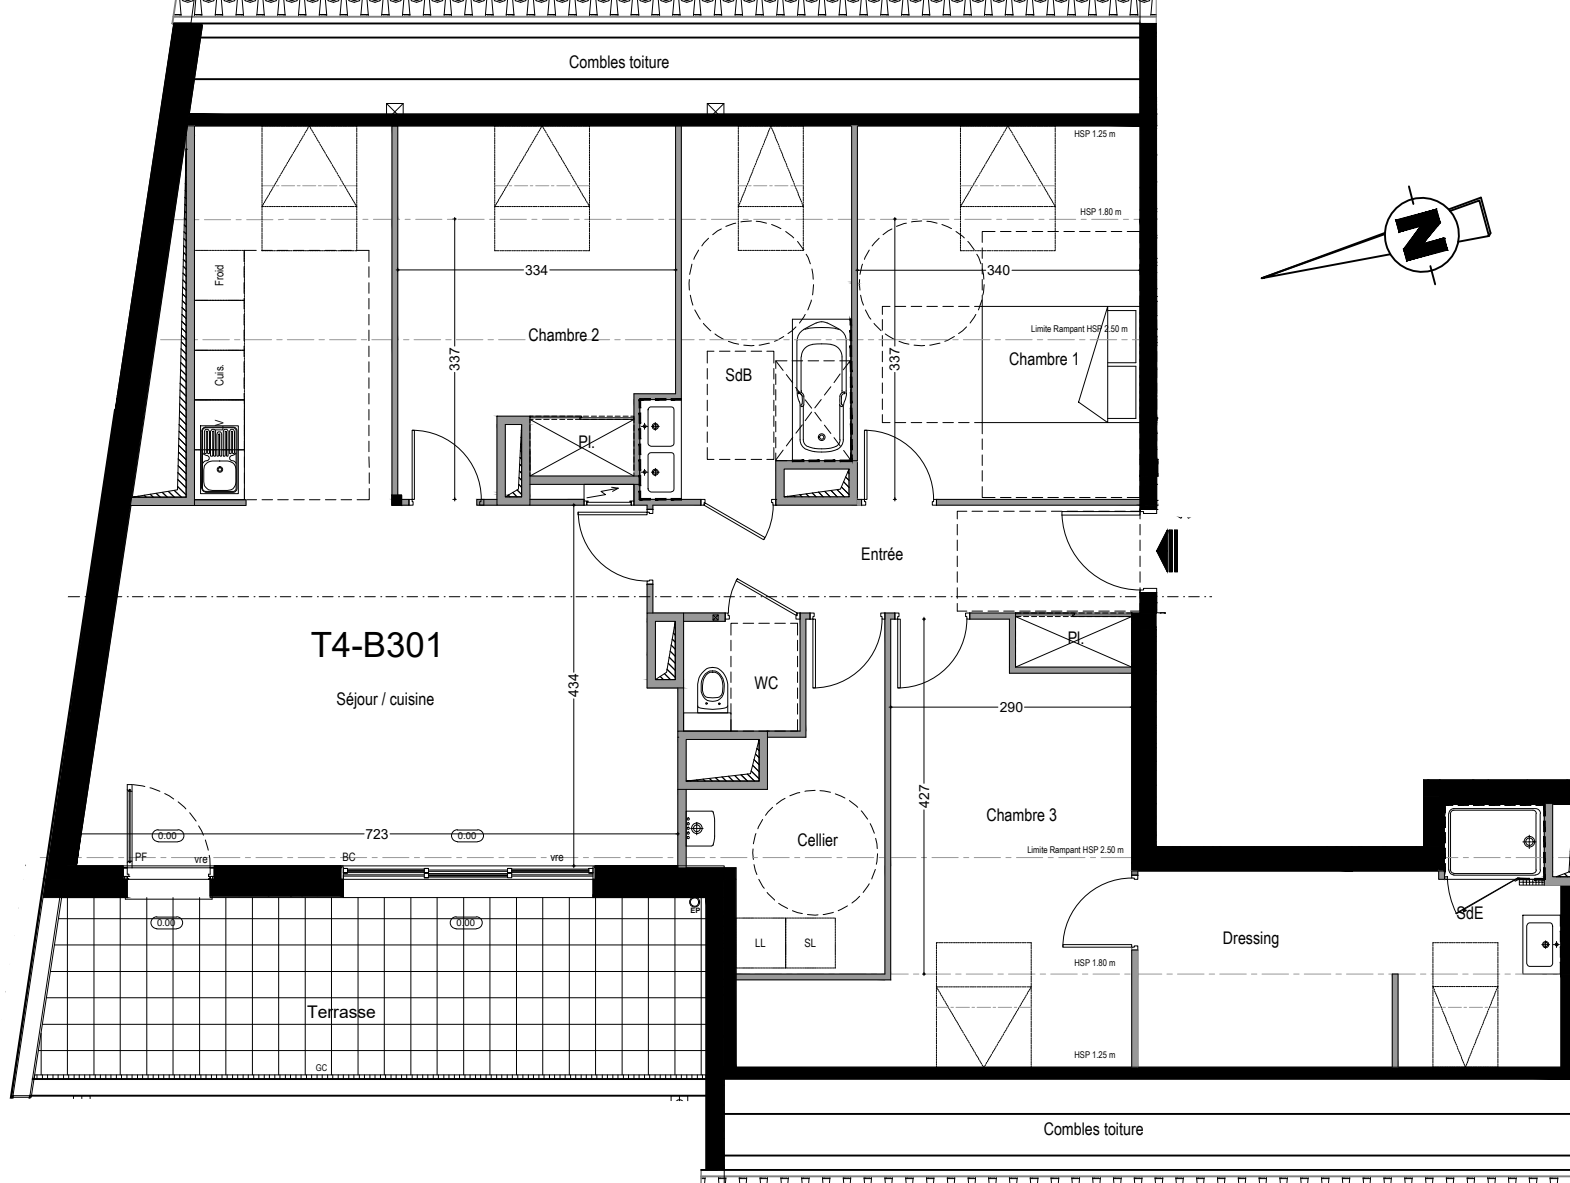 Combles toiture
HSP 1.25 m
HSP 1.80 m
N
Froid
334
340
Limite Rampant HSP 2.50 m
Chambre 2
337
337
Chambre 1
Cuis.
SdB
V
Pl.
Entrée
T4-B301
Pl.
434
WC
Séjour / cuisine
290
427
Chambre 3
723
0.00
0.00
Cellier
Limite Rampant HSP 2.50 m
PF
vre
BC
vre
EP
0.00
0.00
SdE
LL
SL
Dressing
HSP 1.80 m
Terrasse
HSP 1.25 m
GC
Combles toiture